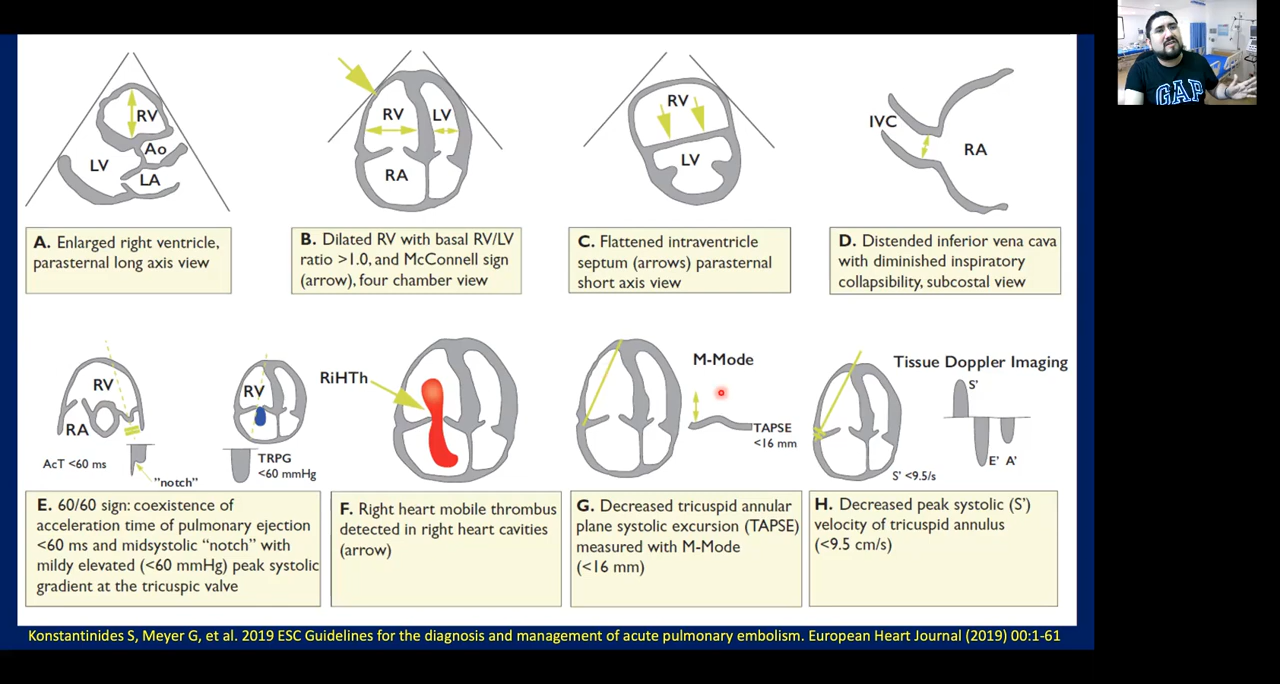 GAP
RV
Ao
LV
LA
RV
LV
RA
RV
LV
IVC
RA
A. Enlarged right ventricle,
parasternal long axis view
B. Dilated RV with basal RV/LV
ratio >1.0, and McConnell sign
(arrow), four chamber view
C. Flattened intraventricle
septum (arrows) parasternal
short axis view
D. Distended inferior vena cava
with diminished inspiratory
collapsibility, subcostal view
RV
RA
AcT <60 ms
"notch"
RV
TRPG
<60 mmHg
RiHTh
M-Mode
TAPSE
<16 mm
Tissue Doppler Imaging
S'
E' A'
S' <9.5/s
E. 60/60 sign: coexistence of
acceleration time of pulmonary ejection
<60 ms and midsystolic "notch" with
mildy elevated (<60 mmHg) peak systolic
gradient at the tricuspic valve
F. Right heart mobile thrombus
detected in right heart cavities
(arrow)
G. Decreased tricuspid annular
plane systolic excursion (TAPSE)
measured with M-Mode
(<16 mm)
H. Decreased peak systolic (S')
velocity of tricuspid annulus
(<9.5 cm/s)
Konstantinides S, Meyer G, et al. 2019 ESC Guidelines for the diagnosis and management of acute pulmonary embolism. European Heart Journal (2019) 00:1-61